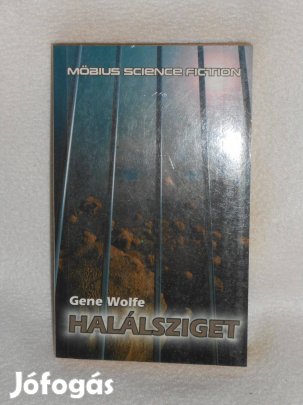 MÖBIUS SCIENCE FICTION
Gene Wolfe
HALÁLSZIGET
Jófogás